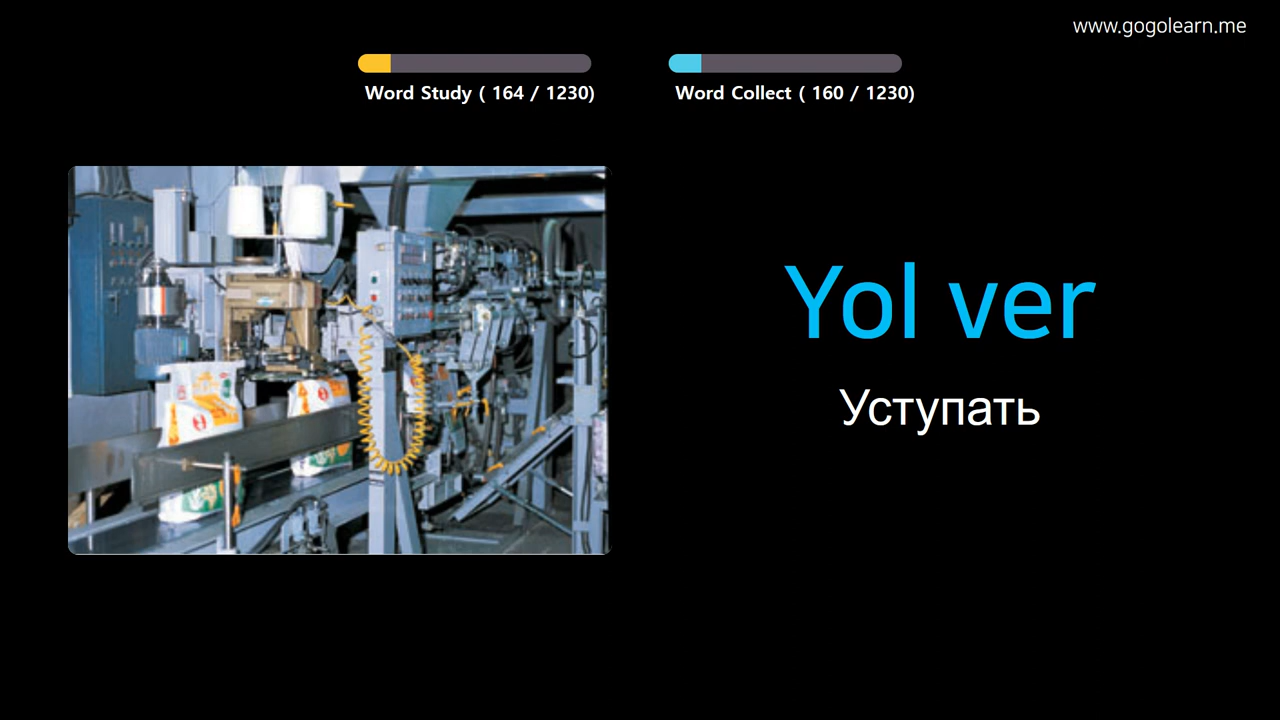 www.gogolearn.me
Word Study ( 164 / 1230)
Word Collect ( 160 / 1230)
Yol ver
Уступать